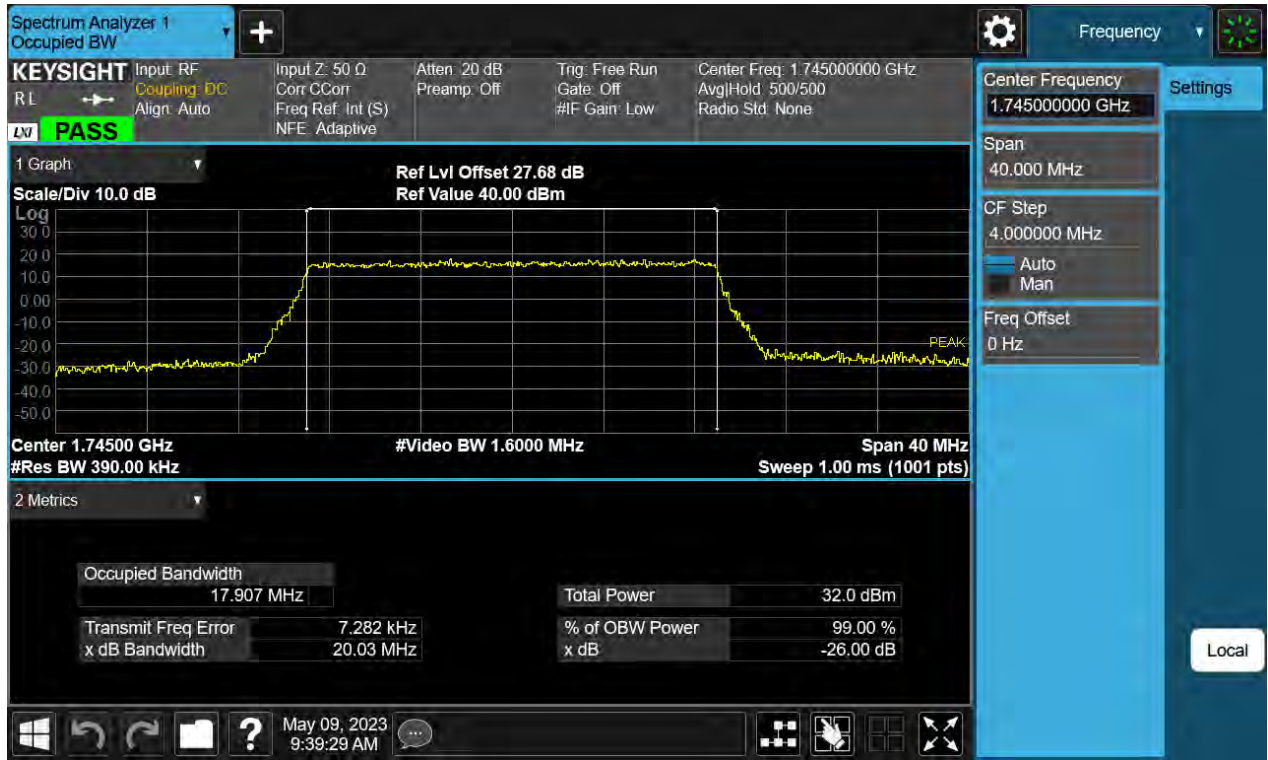 Spectrum Analyzer 1
Occupied BW
+
Frequency
KEYSIGHT
RL
LXI
PASS
Input: RF
Coupling: DC
Align: Auto
Input Z: 50 Ω
Corr CCorr
Freq Ref: Int (S)
NFE: Adaptive
Atten: 20 dB
Preamp: Off
Trig: Free Run
Gate: Off
#IF Gain: Low
Center Freq: 1.745000000 GHz
Avg|Hold: 500/500
Radio Std: None
1 Graph
Scale/Div 10.0 dB
Ref Lvl Offset 27.68 dB
Ref Value 40.00 dBm
Log
30.0
20.0
10.0
0.00
-10.0
-20.0
-30.0
-40.0
-50.0
PEAK
Center 1.74500 GHz
#Video BW 1.6000 MHz
Span 40 MHz
#Res BW 390.00 kHz
Sweep 1.00 ms (1001 pts)
2 Metrics
Occupied Bandwidth
17.907 MHz
Total Power 32.0 dBm
Transmit Freq Error 7.282 kHz
% of OBW Power 99.00 %
x dB Bandwidth 20.03 MHz
x dB -26.00 dB
Center Frequency
1.745000000 GHz
Settings
Span
40.000 MHz
CF Step
4.000000 MHz
Auto
Man
Freq Offset
0 Hz
Local
?
May 09, 2023
9:39:29 AM